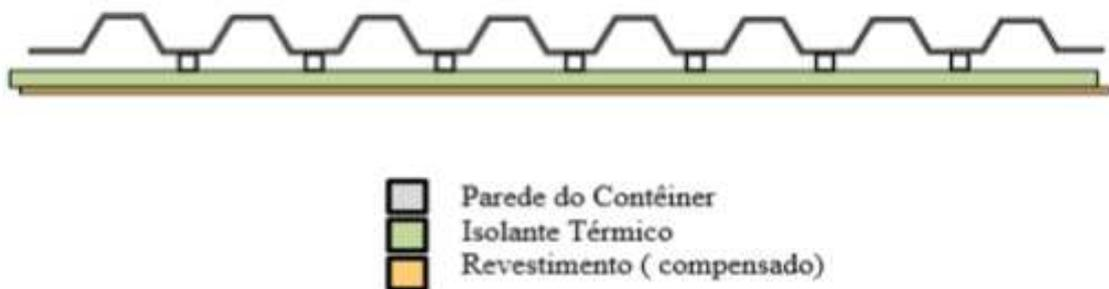 Parede do Contêiner
Isolante Térmico
Revestimento ( compensado)